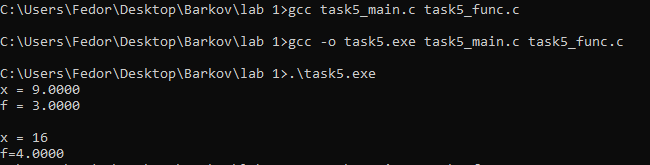 C:\Users\Fedor\Desktop\Barkov\lab 1>gcc task5_main.c task5_func.c
C:\Users\Fedor\Desktop\Barkov\lab 1>gcc -o task5.exe task5_main.c task5_func.c
C:\Users\Fedor\Desktop\Barkov\lab 1>.\task5.exe
x = 9.0000
f = 3.0000
x = 16
f=4.0000